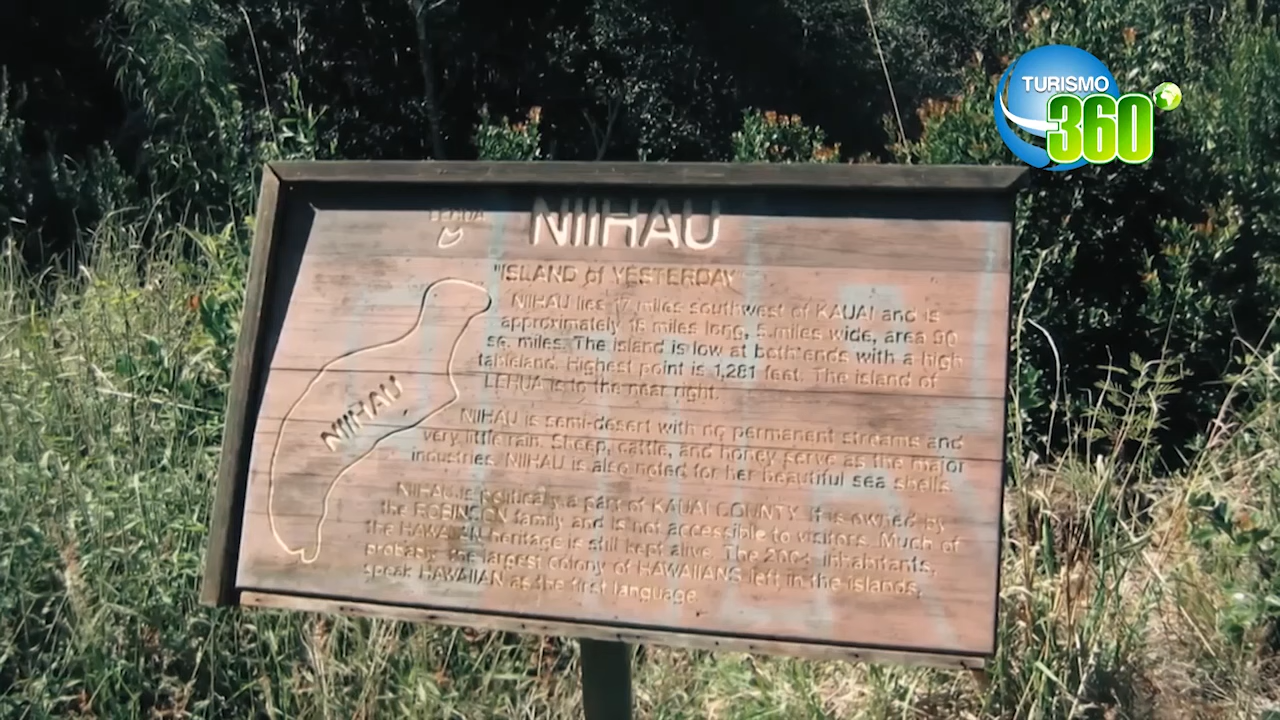 TURISMO
360
LEHUA
NIIHAU
"ISLAND of YESTERDAY"
NIIHAU lies 17 miles southwest of KAUAI and is
approximately 18 miles long, 5 miles wide, area
sq. miles. The island is low at both ends with a high
tableland. Highest point is 1,281 feet. The island of
LEHUA is to the near right.
NIIHAU is semi-desert with no permanent streams and
very little rain. Sheep, cattle, and honey serve as the major
industries. NIIHAU is also noted for her beautiful sea shells.
NIIHAU is politically a part of KAUAI COUNTY. It is owned by
the ROBINSON family and is not accessible to visitors. Much of
the HAWAIIAN heritage is still kept alive. The inhabitants,
probably the largest colony of HAWAIIANS left in the islands,
speak HAWAIIAN as the first language.
NIIHAU